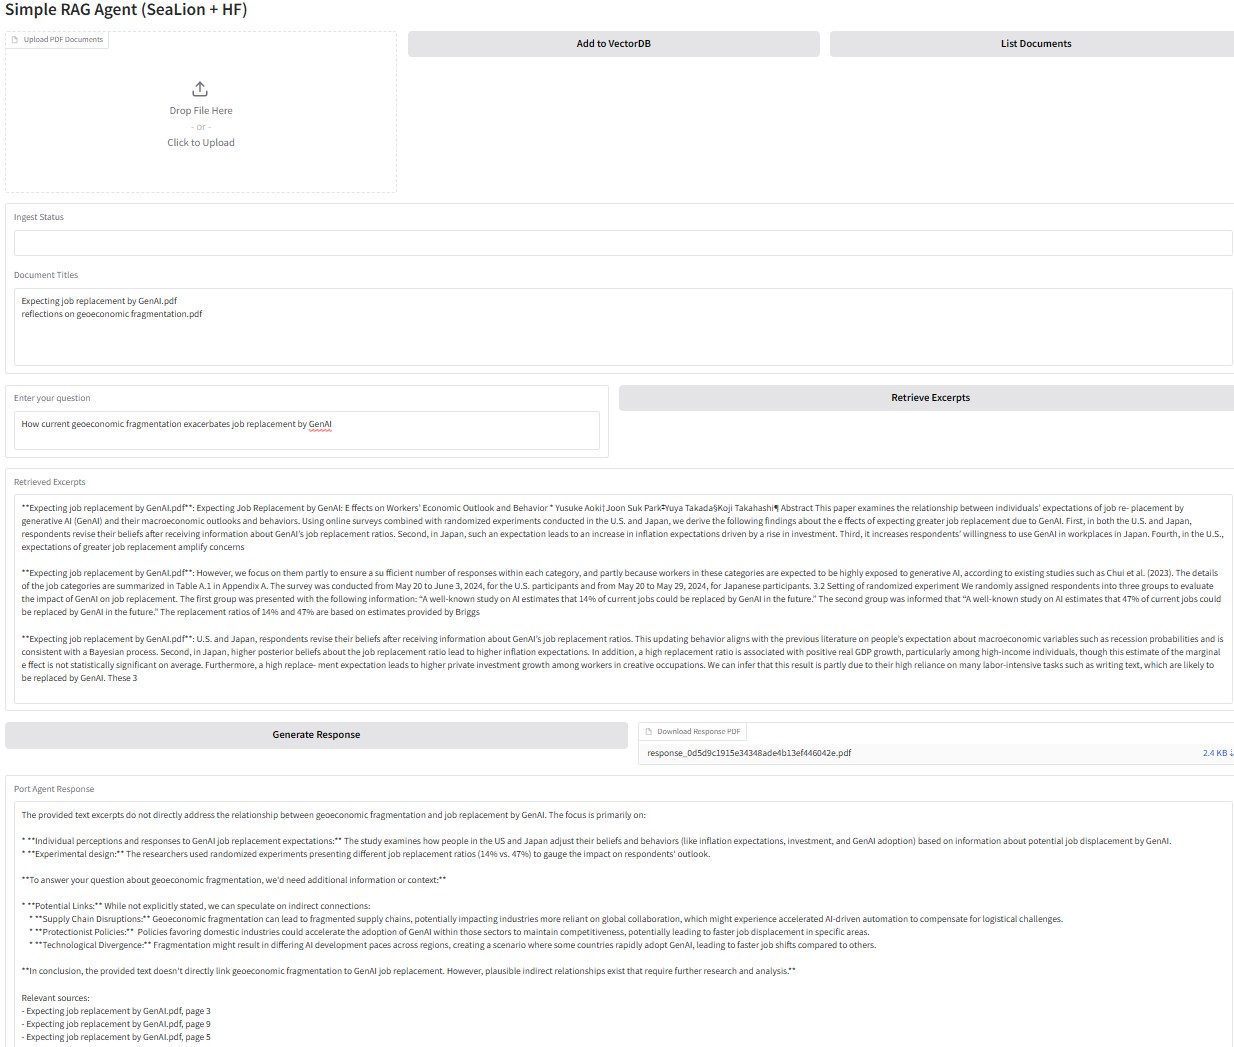 Simple RAG Agent (SeaLion + HF)
Upload PDF Documents
Drop File Here
- or -
Click to Upload
Add to VectorDB
List Documents
Ingest Status
Document Titles
Expecting job replacement by GenAI.pdf
reflections on geoeconomic fragmentation.pdf
Enter your question
How current geoeconomic fragmentation exacerbates job replacement by GenAI
Retrieve Excerpts
Retrieved Excerpts
**Expecting job replacement by GenAI.pdf**: Expecting Job Replacement by GenAI: E ffects on Workers' Economic Outlook and Behavior * Yusuke Aoki†Joon Suk Park‡Yuya Takada§Koji Takahashi¶ Abstract This paper examines the relationship between individuals' expectations of job re- placement by
generative AI (GenAI) and their macroeconomic outlooks and behaviors. Using online surveys combined with randomized experiments conducted in the U.S. and Japan, we derive the following findings about the e ffects of expecting greater job replacement due to GenAI. First, in both the U.S. and Japan,
respondents revise their beliefs after receiving information about GenAI's job replacement ratios. Second, in Japan, such an expectation leads to an increase in inflation expectations driven by a rise in investment. Third, it increases respondents' willingness to use GenAI in workplaces in Japan. Fourth, in the U.S.,
expectations of greater job replacement amplify concerns
**Expecting job replacement by GenAI.pdf**: However, we focus on them partly to ensure a su fficient number of responses within each category, and partly because workers in these categories are expected to be highly exposed to generative AI, according to existing studies such as Chui et al. (2023). The details
of the job categories are summarized in Table A.1 in Appendix A. The survey was conducted from May 20 to June 3, 2024, for the U.S. participants and from May 20 to May 29, 2024, for Japanese participants. 3.2 Setting of randomized experiment We randomly assigned respondents into three groups to evaluate
the impact of GenAI on job replacement. The first group was presented with the following information: “A well-known study on AI estimates that 14% of current jobs could be replaced by GenAI in the future.” The second group was informed that “A well-known study on AI estimates that 47% of current jobs could
be replaced by GenAI in the future.” The replacement ratios of 14% and 47% are based on estimates provided by Briggs
**Expecting job replacement by GenAI.pdf**: U.S. and Japan, respondents revise their beliefs after receiving information about GenAI's job replacement ratios. This updating behavior aligns with the previous literature on people's expectation about macroeconomic variables such as recession probabilities and is
consistent with a Bayesian process. Second, in Japan, higher posterior beliefs about the job replacement ratio lead to higher inflation expectations. In addition, a high replacement ratio is associated with positive real GDP growth, particularly among high-income individuals, though this estimate of the marginal
e ffect is not statistically significant on average. Furthermore, a high replace- ment expectation leads to higher private investment growth among workers in creative occupations. We can infer that this result is partly due to their high reliance on many labor-intensive tasks such as writing text, which are likely to
be replaced by GenAI. These 3
Generate Response
Download Response PDF
response_0d5d9c1915e34348ade4b13ef446042e.pdf
2.4 KB ⇣
Port Agent Response
The provided text excerpts do not directly address the relationship between geoeconomic fragmentation and job replacement by GenAI. The focus is primarily on:
* **Individual perceptions and responses to GenAI job replacement expectations:** The study examines how people in the US and Japan adjust their beliefs and behaviors (like inflation expectations, investment, and GenAI adoption) based on information about potential job displacement by GenAI.
* **Experimental design:** The researchers used randomized experiments presenting different job replacement ratios (14% vs. 47%) to gauge the impact on respondents' outlook.
**To answer your question about geoeconomic fragmentation, we'd need additional information or context:**
* **Potential Links:** While not explicitly stated, we can speculate on indirect connections:
* **Supply Chain Disruptions:** Geoeconomic fragmentation can lead to fragmented supply chains, potentially impacting industries more reliant on global collaboration, which might experience accelerated AI-driven automation to compensate for logistical challenges.
* **Protectionist Policies:** Policies favoring domestic industries could accelerate the adoption of GenAI within those sectors to maintain competitiveness, potentially leading to faster job displacement in specific areas.
* **Technological Divergence:** Fragmentation might result in differing AI development paces across regions, creating a scenario where some countries rapidly adopt GenAI, leading to faster job shifts compared to others.
**In conclusion, the provided text doesn't directly link geoeconomic fragmentation to GenAI job replacement. However, plausible indirect relationships exist that require further research and analysis.**
Relevant sources:
- Expecting job replacement by GenAI.pdf, page 3
- Expecting job replacement by GenAI.pdf, page 9
- Expecting job replacement by GenAI.pdf, page 5